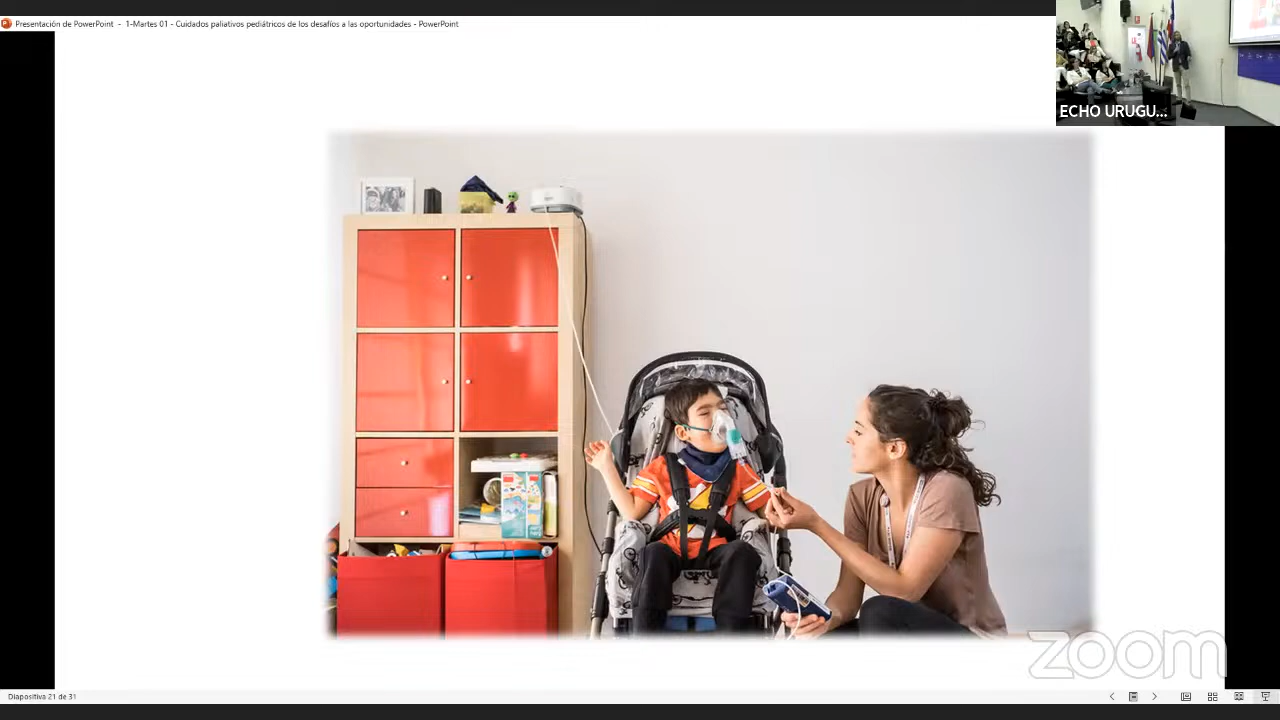 Presentación de PowerPoint - 1-Martes 01 - Cuidados paliativos pediátricos de los desafíos a las oportunidades - PowerPoint
ECHO URUGU...
zoom
Diapositiva 21 de 31